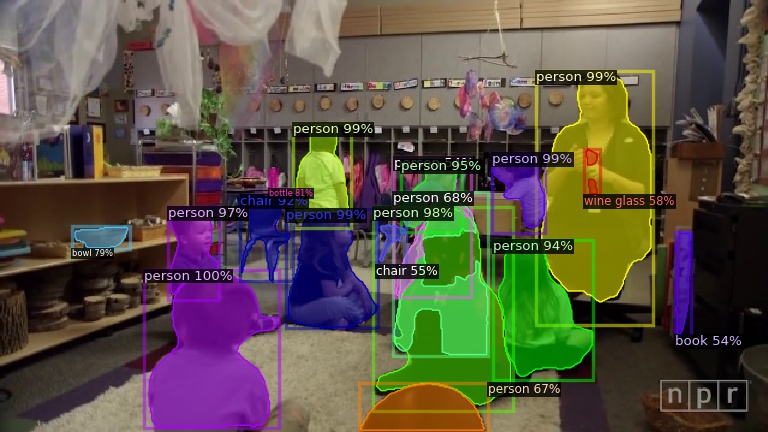 person 99%
person 99%
person 95%
person 99%
bottle 81%
chair 92%
person 68%
wine glass 58%
person 97%
person 99%
person 98%
person 94%
bowl 79%
person 100%
chair 55%
book 54%
person 67%
npr